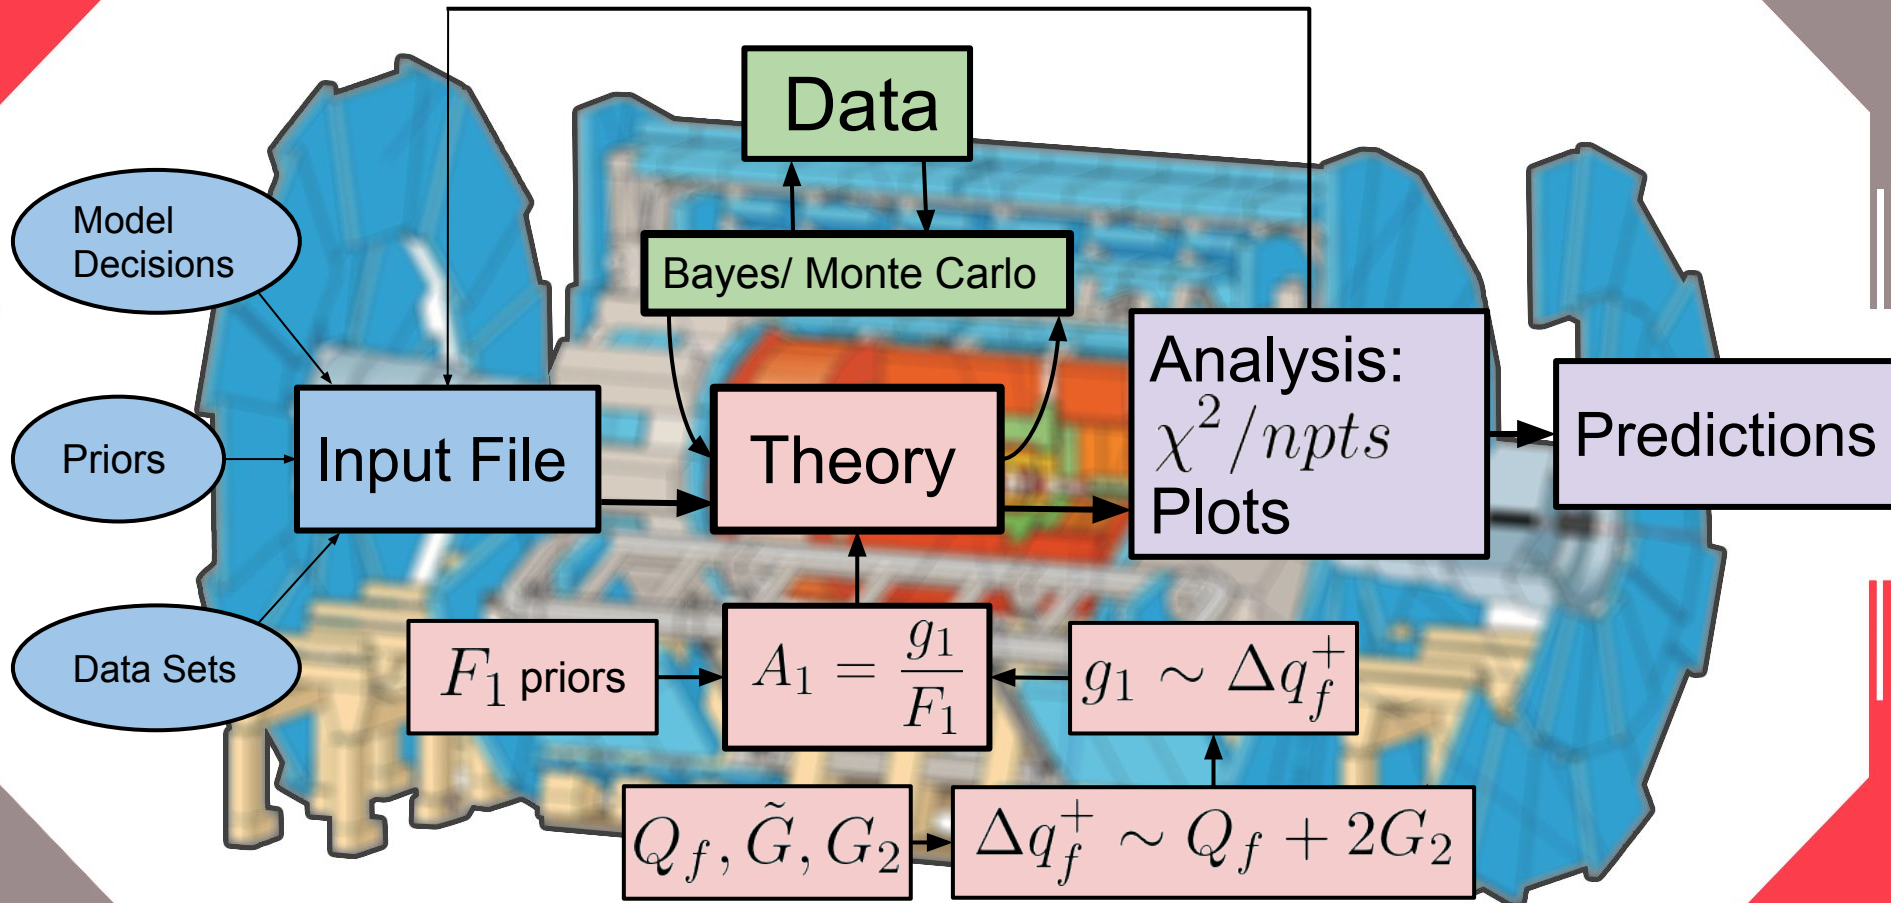 Data
Model
Decisions
Bayes/ Monte Carlo
Priors
Input File
Theory
Analysis:
χ²/npts
Plots
Predictions
Data Sets
F₁ priors
A₁ = g₁/F₁
g₁ ∼ Δq_f^+
Q_f, G̃, G₂
Δq_f^+ ∼ Q_f + 2G₂